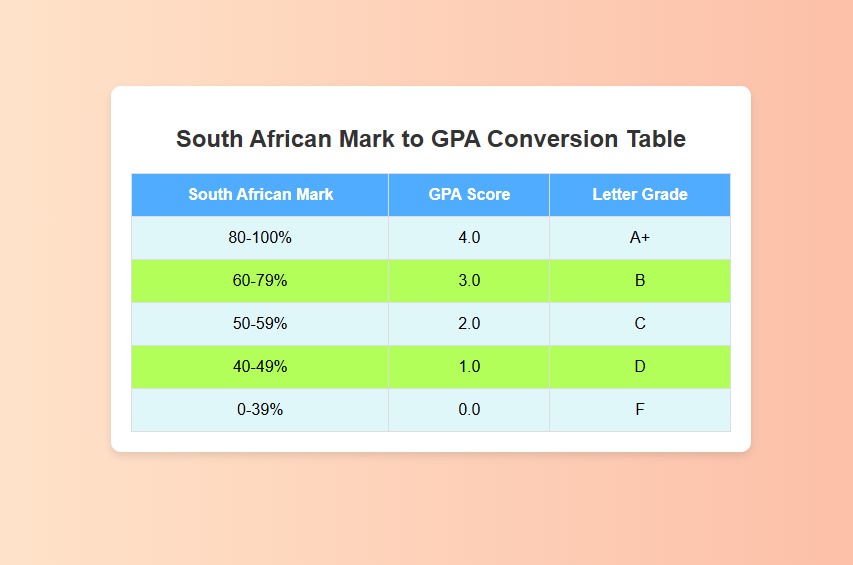 South African Mark to GPA Conversion Table
South African Mark GPA Score Letter Grade
80-100% 4.0 A+
60-79% 3.0 B
50-59% 2.0 C
40-49% 1.0 D
0-39% 0.0 F